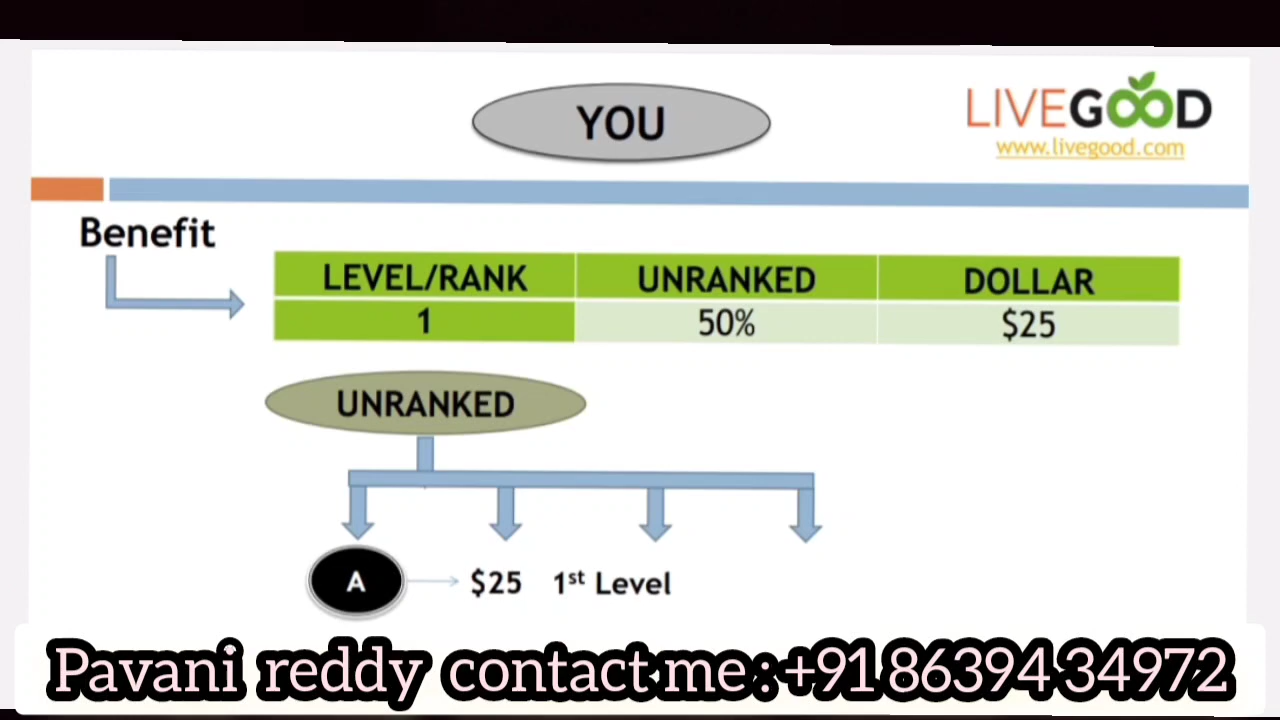 YOU
LIVEGOOD
www.livegood.com
Benefit
LEVEL/RANK UNRANKED DOLLAR
1 50% $25
UNRANKED
A $25 1st Level
Pavani reddy contact me : +91 86394 34972